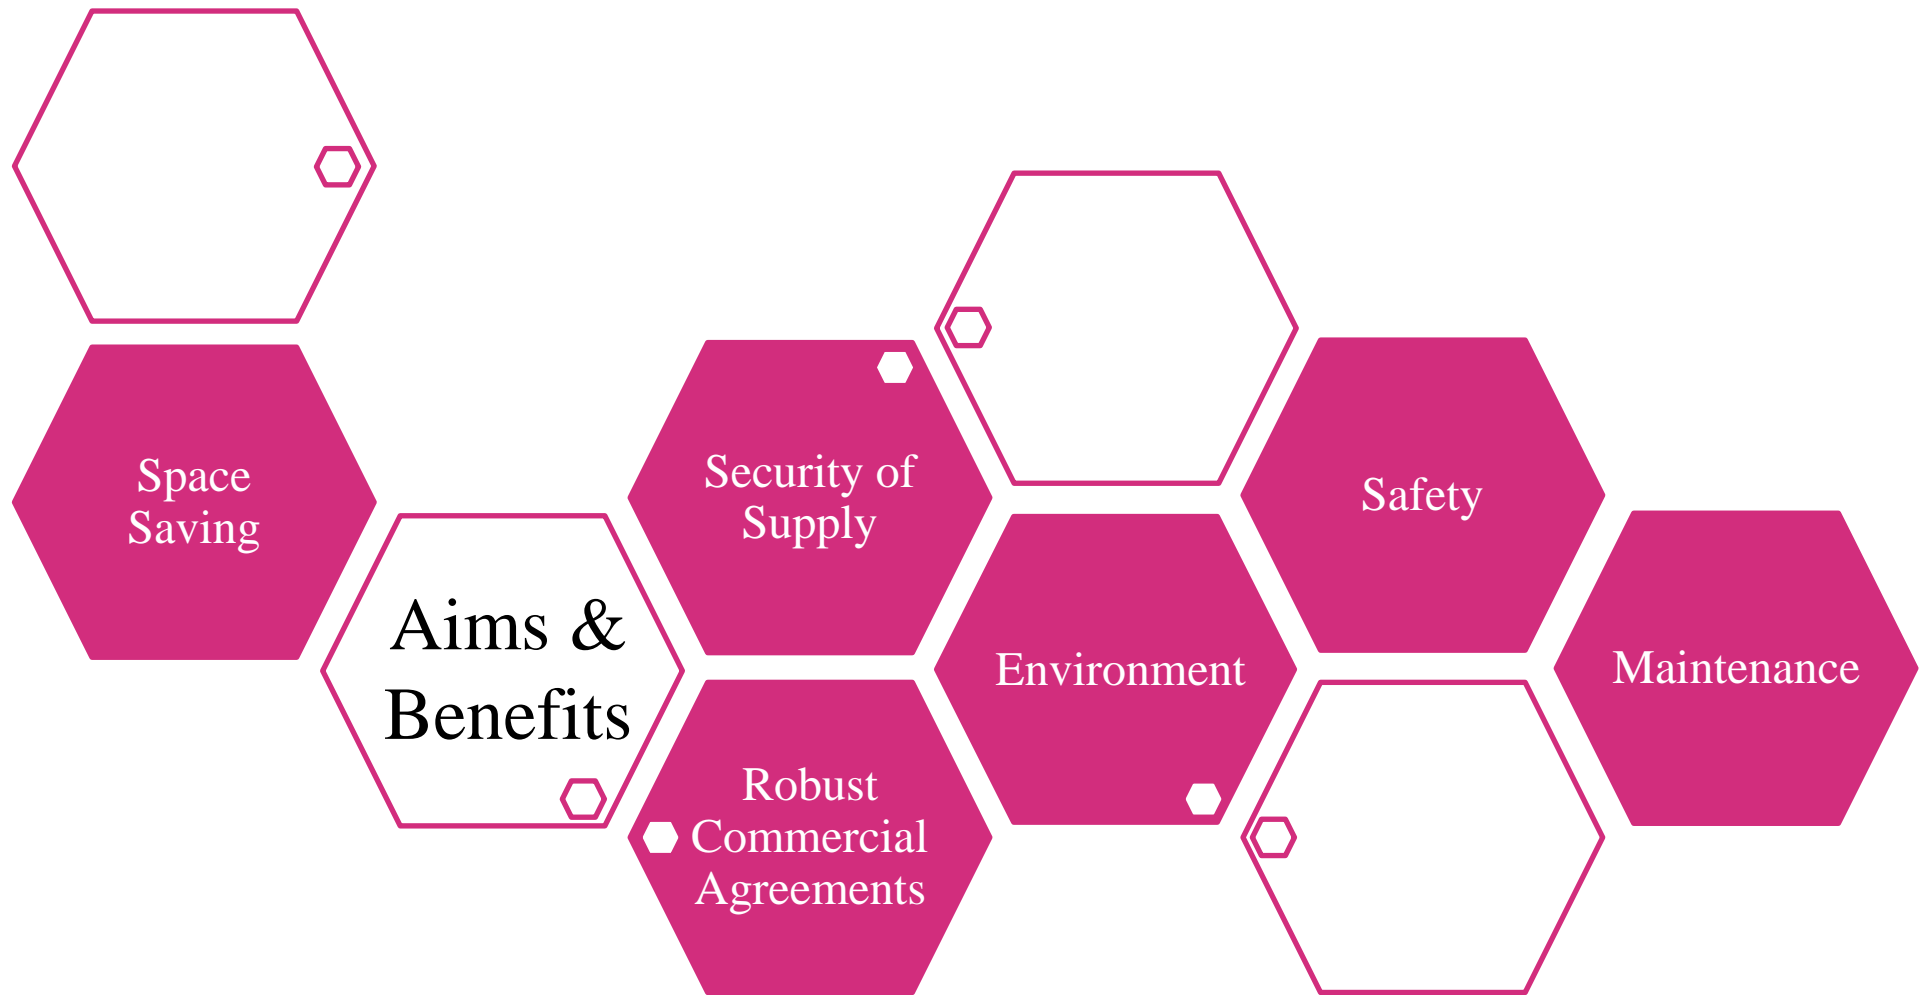 Space
Saving
Aims &
Benefits
Security of
Supply
Robust
Commercial
Agreements
Environment
Safety
Maintenance